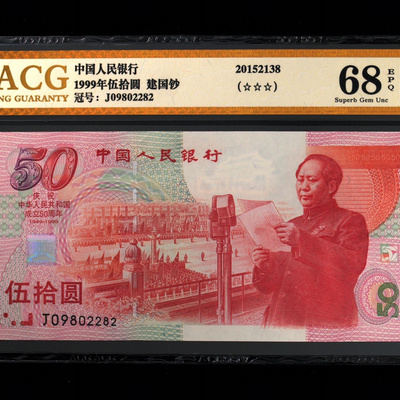 ACG
NG GUARANTY
中国人民银行
1999年伍拾圆 建国钞
冠号: J09802282
20152138
(☆☆☆)
68 EPQ
Superb Gem Unc
50
中国人民银行
庆祝
中华人民共和国
成立50周年
1949-1999
伍拾圆
J09802282
50